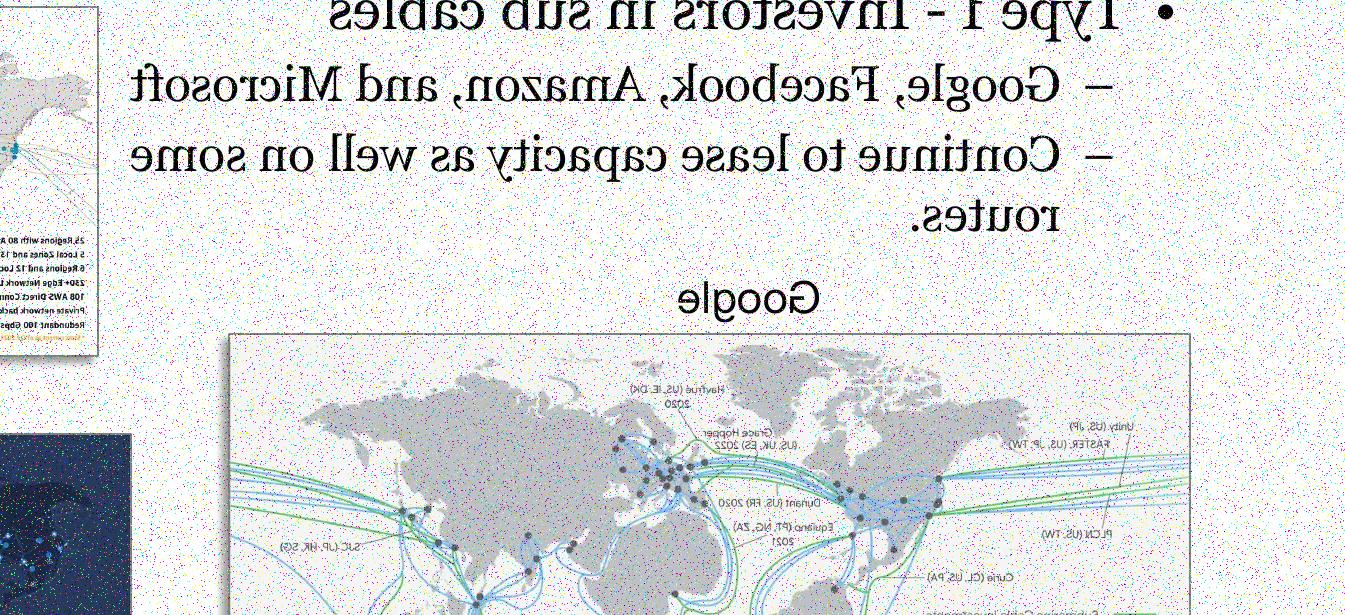 • Type 1 - Investors in sub cables
– Google, Facebook, Amazon, and Microsoft
– Continue to lease capacity as well on some
routes.
Google
Havfrue (US, IE, DK)
2020
Grace Hopper
(US, UK, ES) 2022
Unity (US, JP)
FASTER (US, JP, TW)
Dunant (US, FR) 2020
Equiano (PT, NG, ZA)
2021
SJC (JP, HK, SG)
PLCN (US, TW)
Curie (CL, US, PA)
25 Regions with 80 A
5 Local Zones and 13
6 Regions and 12 Loc
230+ Edge Network
108 AWS Direct Conn
Private network back
Redundant 100 Gbps